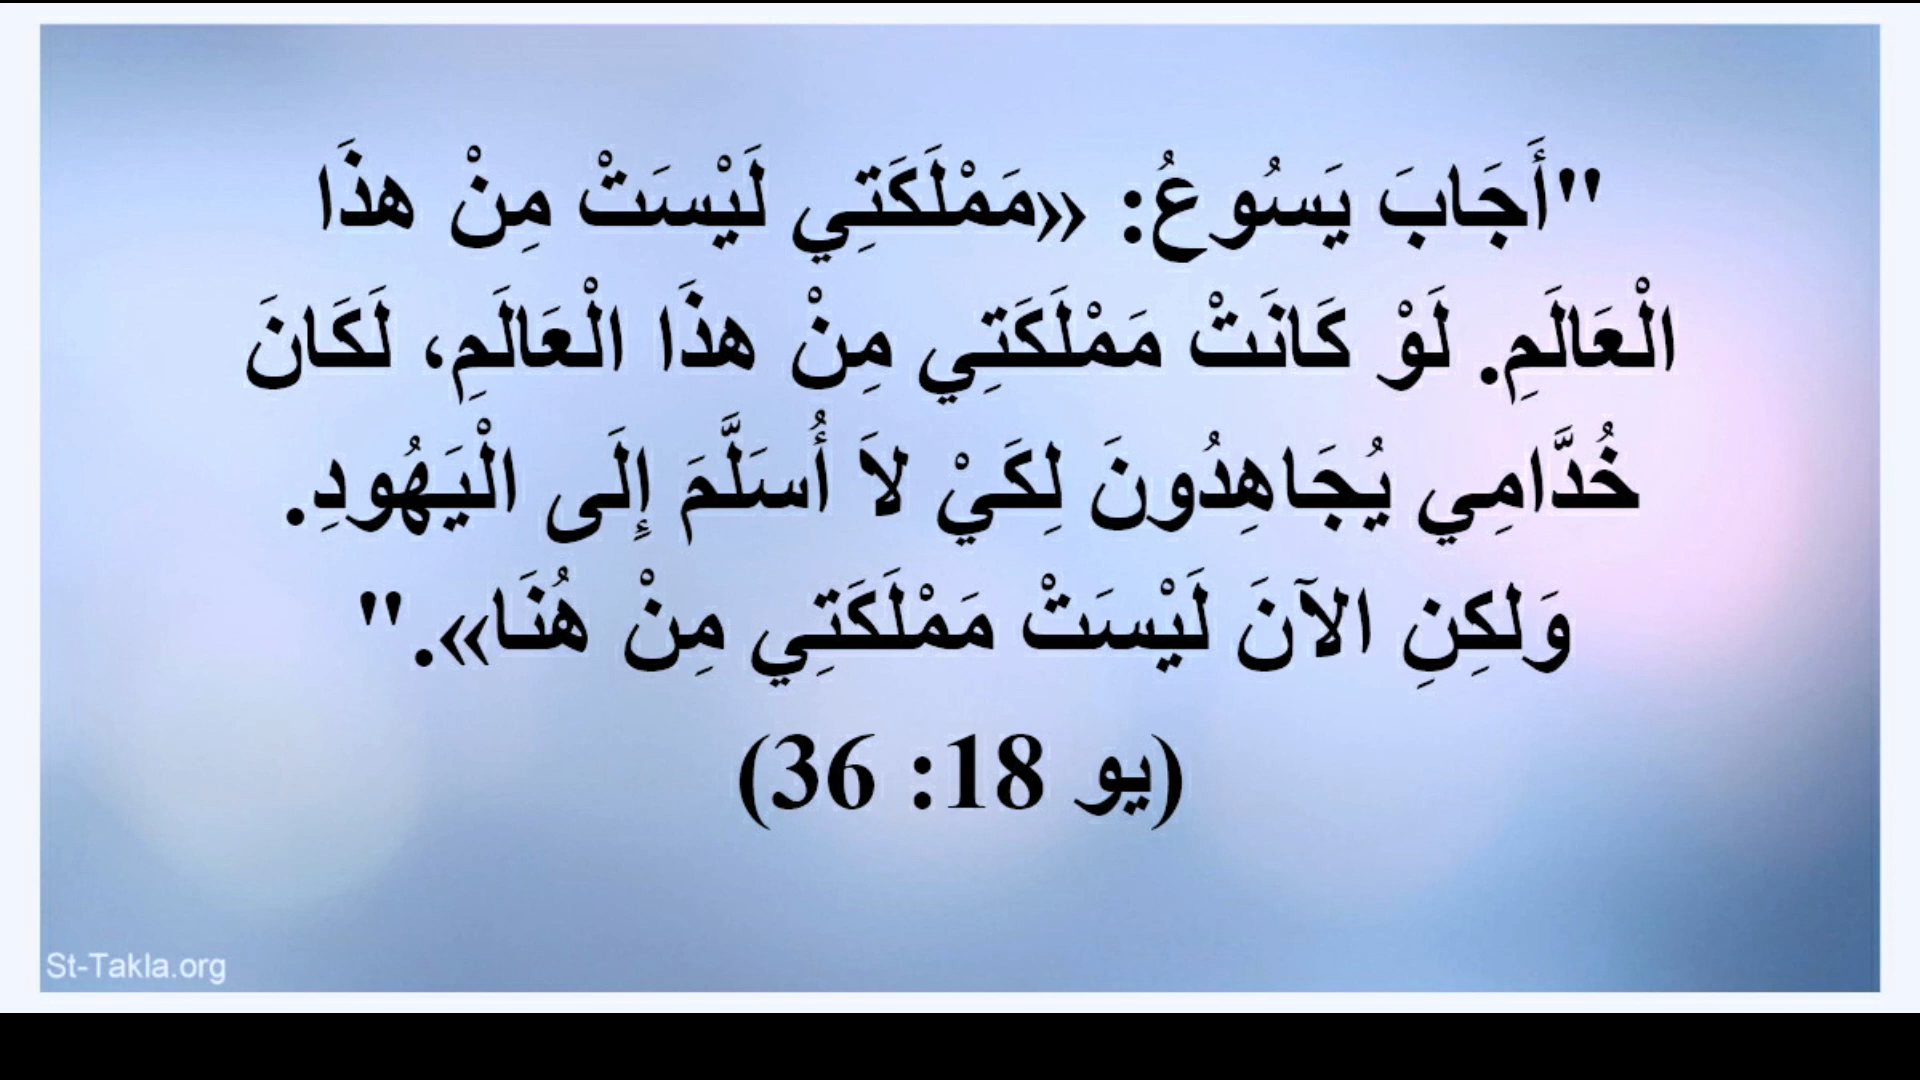 "أَجَابَ يَسُوعُ: «مَمْلَكَتِي لَيْسَتْ مِنْ هذَا
الْعَالَمِ. لَوْ كَانَتْ مَمْلَكَتِي مِنْ هذَا الْعَالَمِ، لَكَانَ
خُدَّامِي يُجَاهِدُونَ لِكَيْ لاَ أُسَلَّمَ إِلَى الْيَهُودِ.
وَلكِنِ الآنَ لَيْسَتْ مَمْلَكَتِي مِنْ هُنَا»."
(يو 18: 36)
St-Takla.org